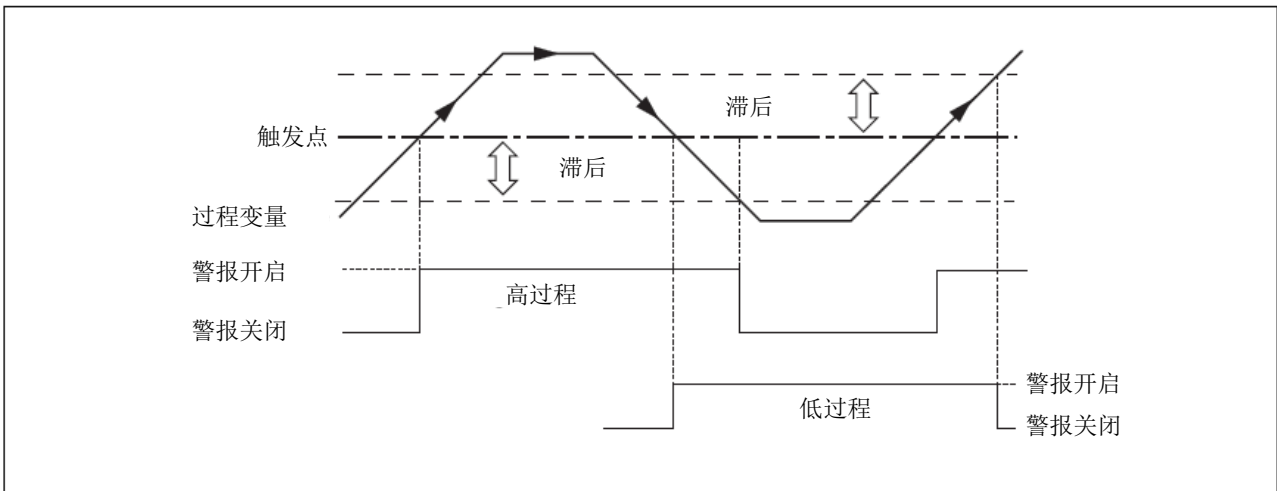 滞后
触发点
滞后
过程变量
警报开启
高过程
警报关闭
警报开启
低过程
警报关闭